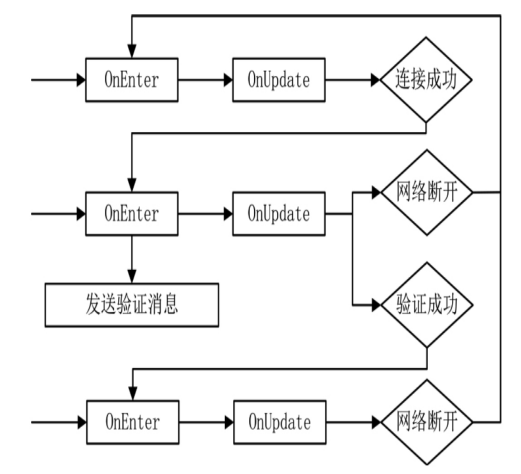 OnEnter
OnUpdate
连接成功
OnEnter
OnUpdate
网络断开
发送验证消息
验证成功
OnEnter
OnUpdate
网络断开